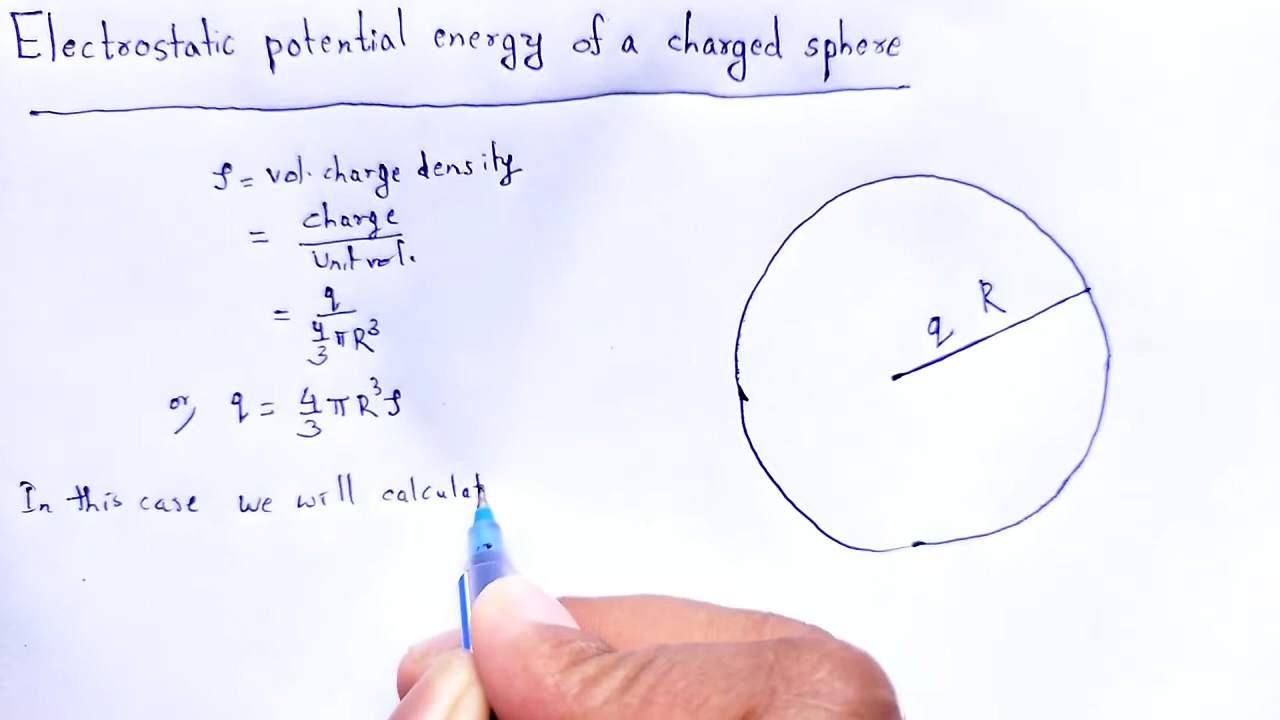 Electrostatic potential energy of a charged sphere
ρ = vol. charge density
= charge / Unit vol.
= q / 4/3 πR³
or, q = 4/3 πR³ρ
In this case we will calculat
q R